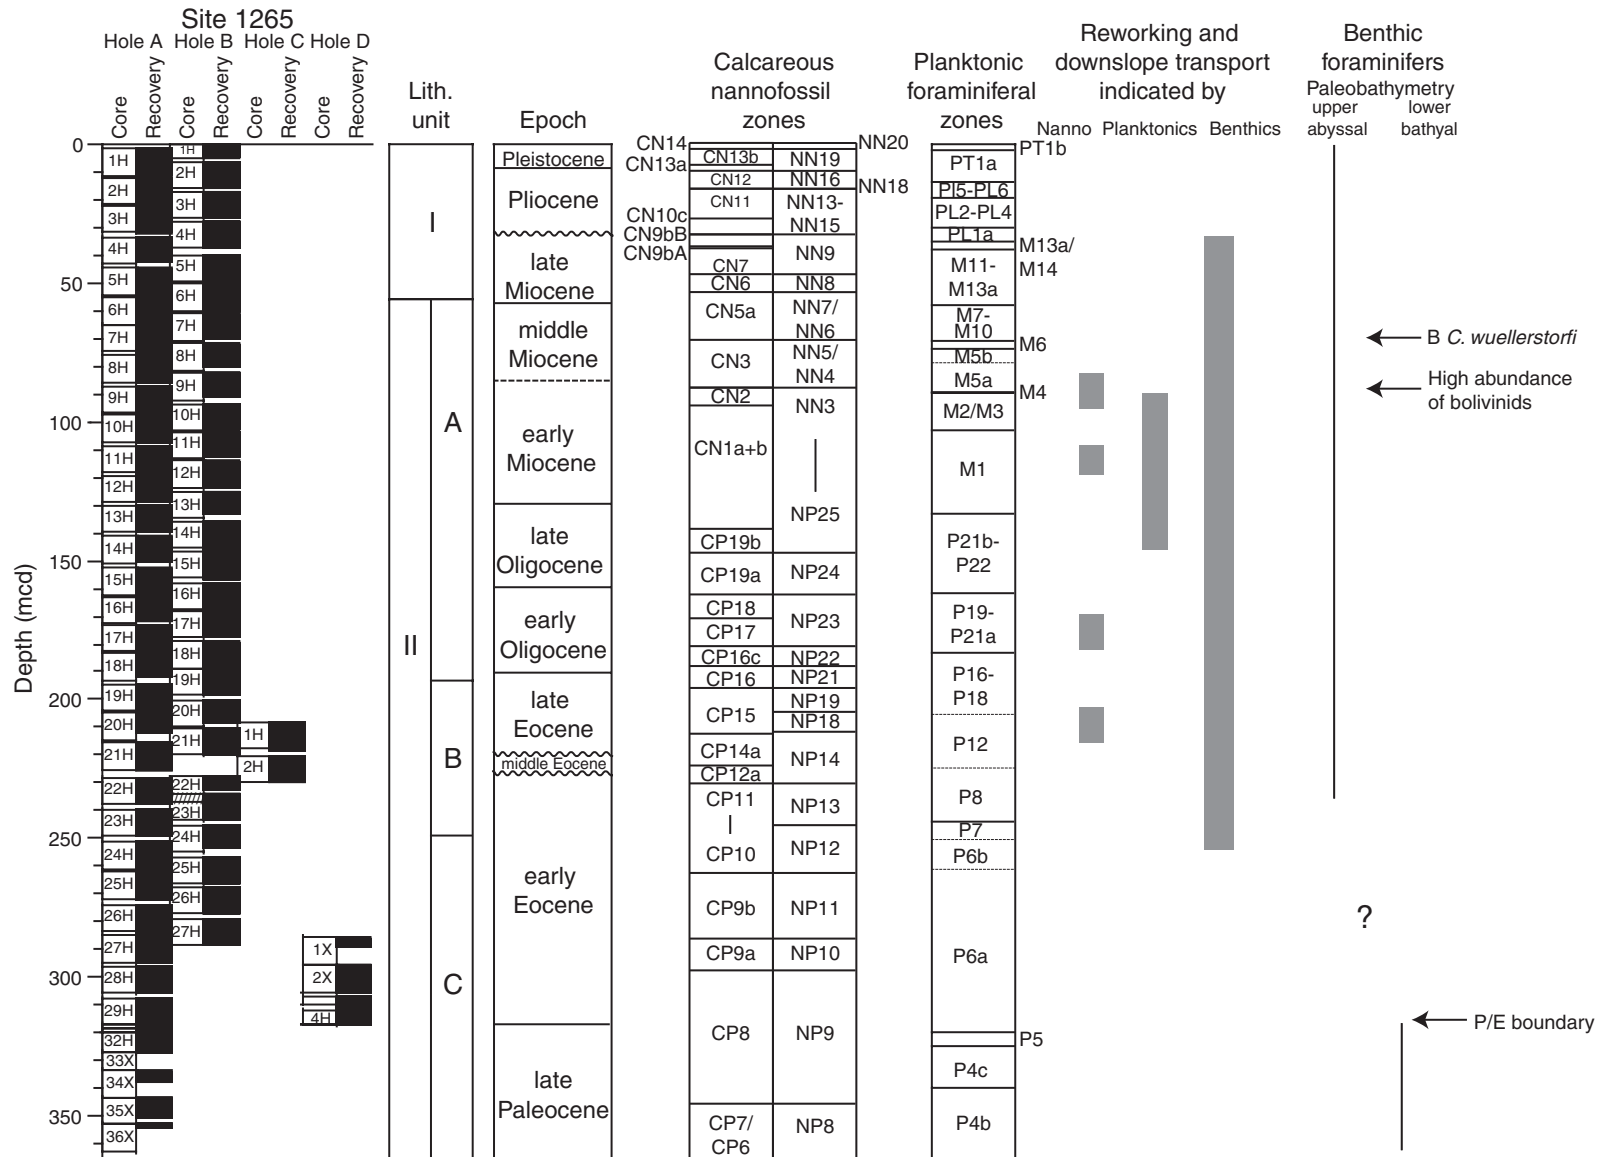 Site 1265
Hole A
Hole B
Hole C
Hole D
Core
Recovery
Core
Recovery
Core
Recovery
Core
Recovery
Lith.
unit
Epoch
Calcareous
nannofossil
zones
Planktonic
foraminiferal
zones
Reworking and
downslope transport
indicated by
Nanno
Planktonics
Benthics
Benthic
foraminifers
Paleobathymetry
upper
abyssal
lower
bathyal
Depth (mcd)
0
50
100
150
200
250
300
350
1H
2H
3H
4H
5H
6H
7H
8H
9H
10H
11H
12H
13H
14H
15H
16H
17H
18H
19H
20H
21H
22H
23H
24H
25H
26H
27H
28H
29H
32H
33X
34X
35X
36X
1H
2H
3H
4H
5H
6H
7H
8H
9H
10H
11H
12H
13H
14H
15H
16H
17H
18H
19H
20H
21H
22H
23H
24H
25H
26H
27H
1H
2H
1X
2X
4H
I
II
A
B
C
Pleistocene
Pliocene
late
Miocene
middle
Miocene
early
Miocene
late
Oligocene
early
Oligocene
late
Eocene
middle Eocene
early
Eocene
late
Paleocene
CN14
CN13b
CN13a
CN12
CN11
CN10c
CN9bB
CN9bA
CN7
CN6
CN5a
CN3
CN2
CN1a+b
CP19b
CP19a
CP18
CP17
CP16c
CP16
CP15
CP14a
CP12a
CP11
CP10
CP9b
CP9a
CP8
CP7/
CP6
NN20
NN19
NN16
NN18
NN13-
NN15
NN9
NN8
NN7/
NN6
NN5/
NN4
NN3
NP25
NP24
NP23
NP22
NP21
NP19
NP18
NP14
NP13
NP12
NP11
NP10
NP9
NP8
PT1b
PT1a
Pl5-PL6
PL2-PL4
PL1a
M13a/
M14
M11-
M13a
M7-
M10
M6
M5b
M5a
M4
M2/M3
M1
P21b-
P22
P19-
P21a
P16-
P18
P12
P8
P7
P6b
P6a
P5
P4c
P4b
B C. wuellerstorfi
High abundance
of bolivinids
?
P/E boundary